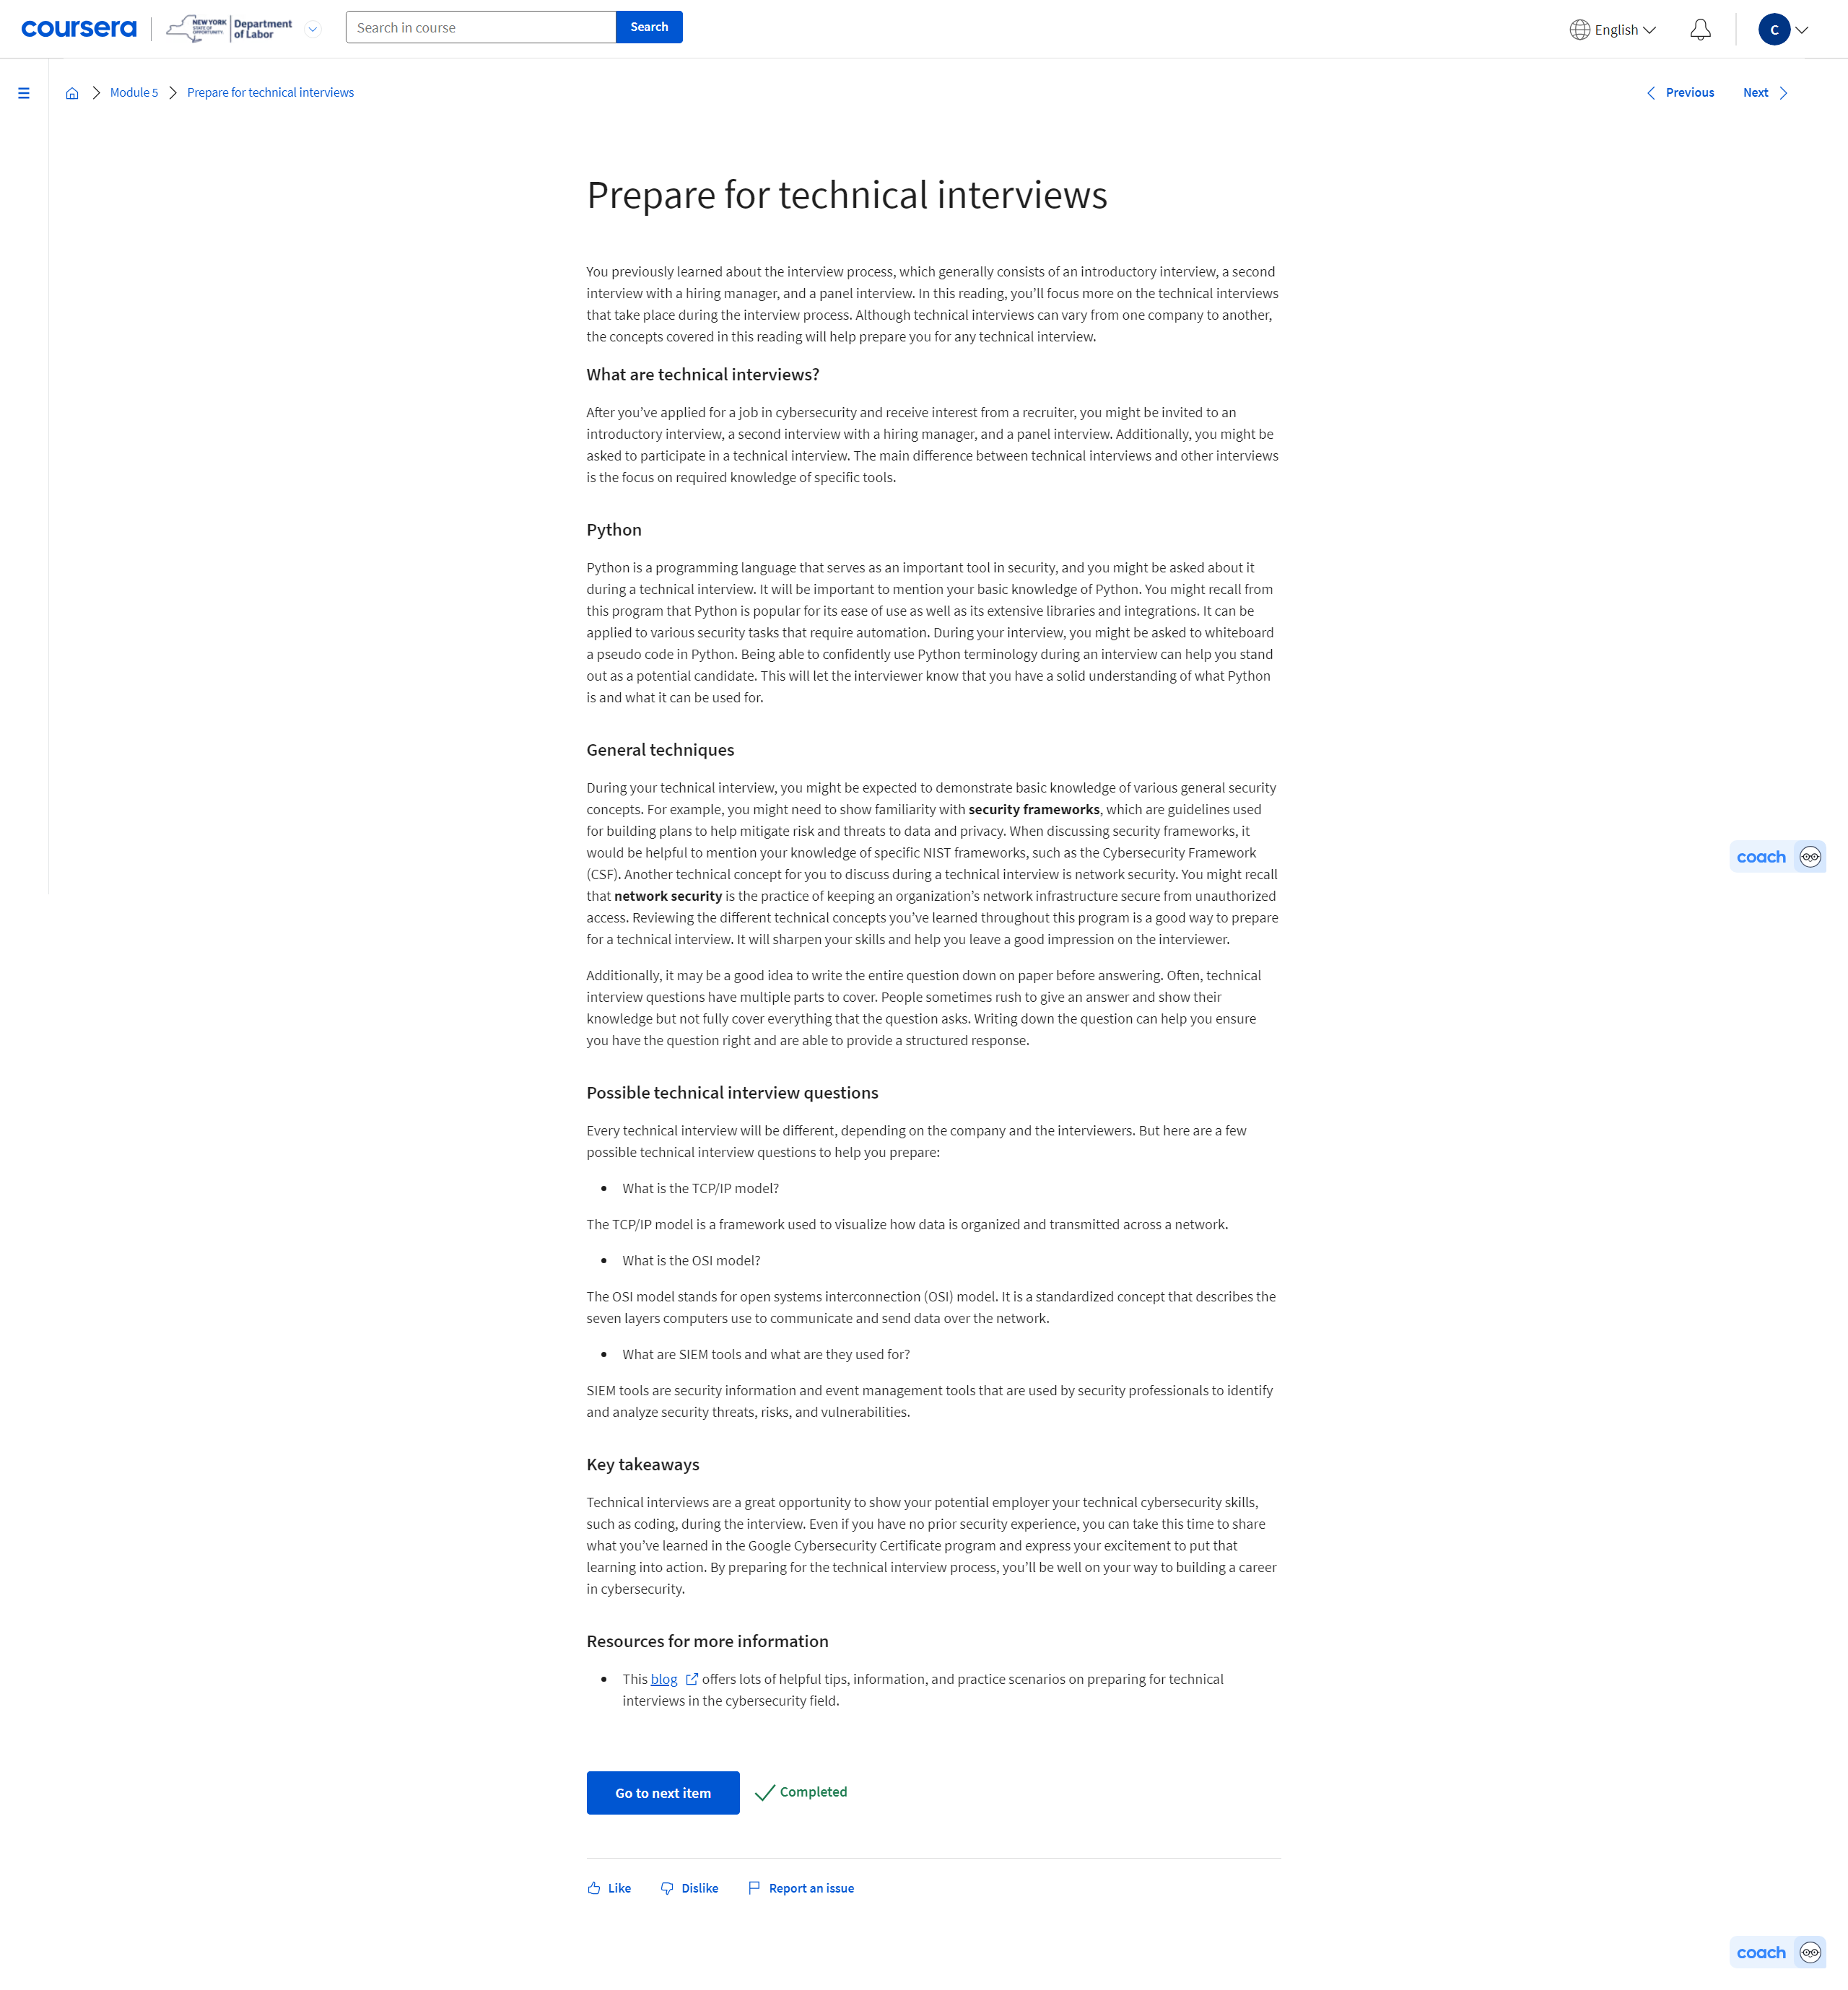 coursera
NEW YORK
STATE OF
OPPORTUNITY.
Department
of Labor
Search in course
Search
English
C
Module 5
Prepare for technical interviews
Previous
Next
Prepare for technical interviews
You previously learned about the interview process, which generally consists of an introductory interview, a second
interview with a hiring manager, and a panel interview. In this reading, you’ll focus more on the technical interviews
that take place during the interview process. Although technical interviews can vary from one company to another,
the concepts covered in this reading will help prepare you for any technical interview.
What are technical interviews?
After you’ve applied for a job in cybersecurity and receive interest from a recruiter, you might be invited to an
introductory interview, a second interview with a hiring manager, and a panel interview. Additionally, you might be
asked to participate in a technical interview. The main difference between technical interviews and other interviews
is the focus on required knowledge of specific tools.
Python
Python is a programming language that serves as an important tool in security, and you might be asked about it
during a technical interview. It will be important to mention your basic knowledge of Python. You might recall from
this program that Python is popular for its ease of use as well as its extensive libraries and integrations. It can be
applied to various security tasks that require automation. During your interview, you might be asked to whiteboard
a pseudo code in Python. Being able to confidently use Python terminology during an interview can help you stand
out as a potential candidate. This will let the interviewer know that you have a solid understanding of what Python
is and what it can be used for.
General techniques
During your technical interview, you might be expected to demonstrate basic knowledge of various general security
concepts. For example, you might need to show familiarity with security frameworks, which are guidelines used
for building plans to help mitigate risk and threats to data and privacy. When discussing security frameworks, it
would be helpful to mention your knowledge of specific NIST frameworks, such as the Cybersecurity Framework
(CSF). Another technical concept for you to discuss during a technical interview is network security. You might recall
that network security is the practice of keeping an organization’s network infrastructure secure from unauthorized
access. Reviewing the different technical concepts you’ve learned throughout this program is a good way to prepare
for a technical interview. It will sharpen your skills and help you leave a good impression on the interviewer.
Additionally, it may be a good idea to write the entire question down on paper before answering. Often, technical
interview questions have multiple parts to cover. People sometimes rush to give an answer and show their
knowledge but not fully cover everything that the question asks. Writing down the question can help you ensure
you have the question right and are able to provide a structured response.
Possible technical interview questions
Every technical interview will be different, depending on the company and the interviewers. But here are a few
possible technical interview questions to help you prepare:
• What is the TCP/IP model?
The TCP/IP model is a framework used to visualize how data is organized and transmitted across a network.
• What is the OSI model?
The OSI model stands for open systems interconnection (OSI) model. It is a standardized concept that describes the
seven layers computers use to communicate and send data over the network.
• What are SIEM tools and what are they used for?
SIEM tools are security information and event management tools that are used by security professionals to identify
and analyze security threats, risks, and vulnerabilities.
Key takeaways
Technical interviews are a great opportunity to show your potential employer your technical cybersecurity skills,
such as coding, during the interview. Even if you have no prior security experience, you can take this time to share
what you’ve learned in the Google Cybersecurity Certificate program and express your excitement to put that
learning into action. By preparing for the technical interview process, you’ll be well on your way to building a career
in cybersecurity.
Resources for more information
• This blog offers lots of helpful tips, information, and practice scenarios on preparing for technical
interviews in the cybersecurity field.
Go to next item
Completed
Like
Dislike
Report an issue
coach
coach